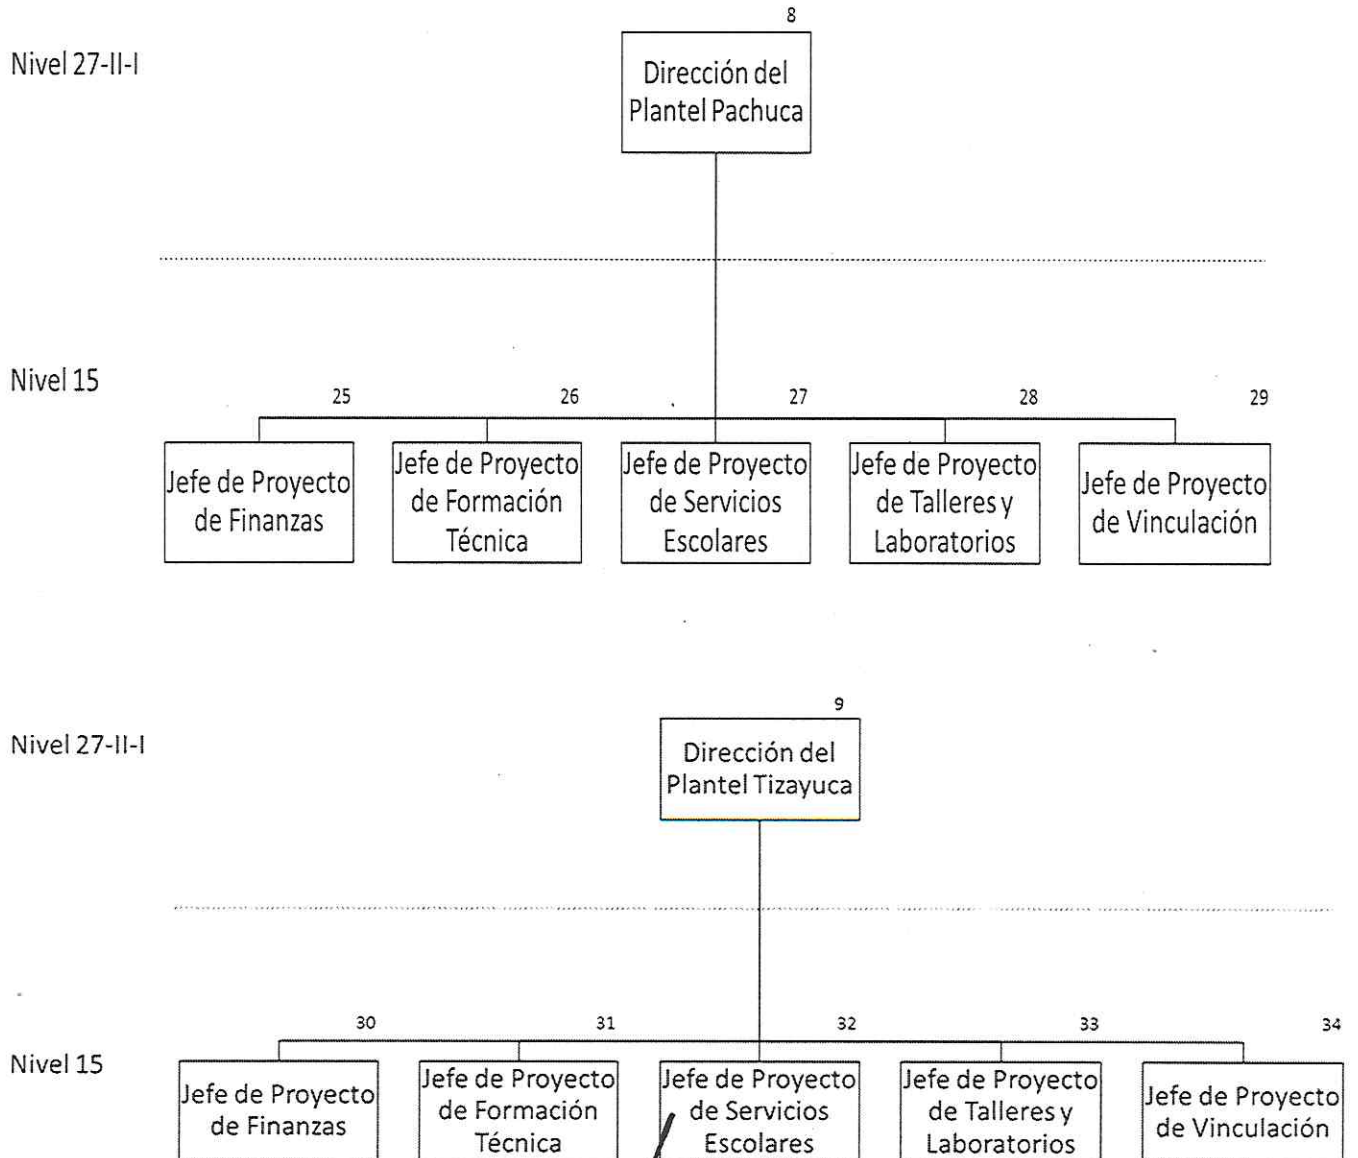 8
Nivel 27-II-I
Dirección del
Plantel Pachuca
Nivel 15
25
26
27
28
29
Jefe de Proyecto
de Finanzas
Jefe de Proyecto
de Formación
Técnica
Jefe de Proyecto
de Servicios
Escolares
Jefe de Proyecto
de Talleres y
Laboratorios
Jefe de Proyecto
de Vinculación
9
Nivel 27-II-I
Dirección del
Plantel Tizayuca
30
31
32
33
34
Nivel 15
Jefe de Proyecto
de Finanzas
Jefe de Proyecto
de Formación
Técnica
Jefe de Proyecto
de Servicios
Escolares
Jefe de Proyecto
de Talleres y
Laboratorios
Jefe de Proyecto
de Vinculación